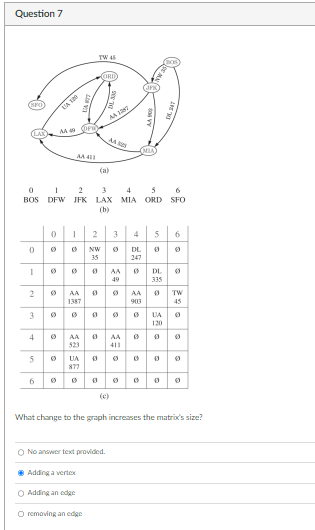 Question 7
TW 45
BOS
ORD
NW 35
JFK
SFO
UA 120
UA 877
DL 335
AA 1387
AA 903
DL 247
LAX
AA 49
DFW
AA 523
MIA
AA 411
(a)
0 1 2 3 4 5 6
BOS DFW JFK LAX MIA ORD SFO
(b)
0 1 2 3 4 5 6
0 Ø Ø NW 35 Ø DL 247 Ø Ø
1 Ø Ø Ø AA 49 Ø DL 335 Ø
2 Ø AA 1387 Ø Ø AA 903 Ø TW 45
3 Ø Ø Ø Ø Ø UA 120 Ø
4 Ø AA 523 Ø AA 411 Ø Ø Ø
5 Ø UA 877 Ø Ø Ø Ø Ø
6 Ø Ø Ø Ø Ø Ø Ø
(c)
What change to the graph increases the matrix's size?
No answer text provided.
Adding a vertex
Adding an edge
removing an edge